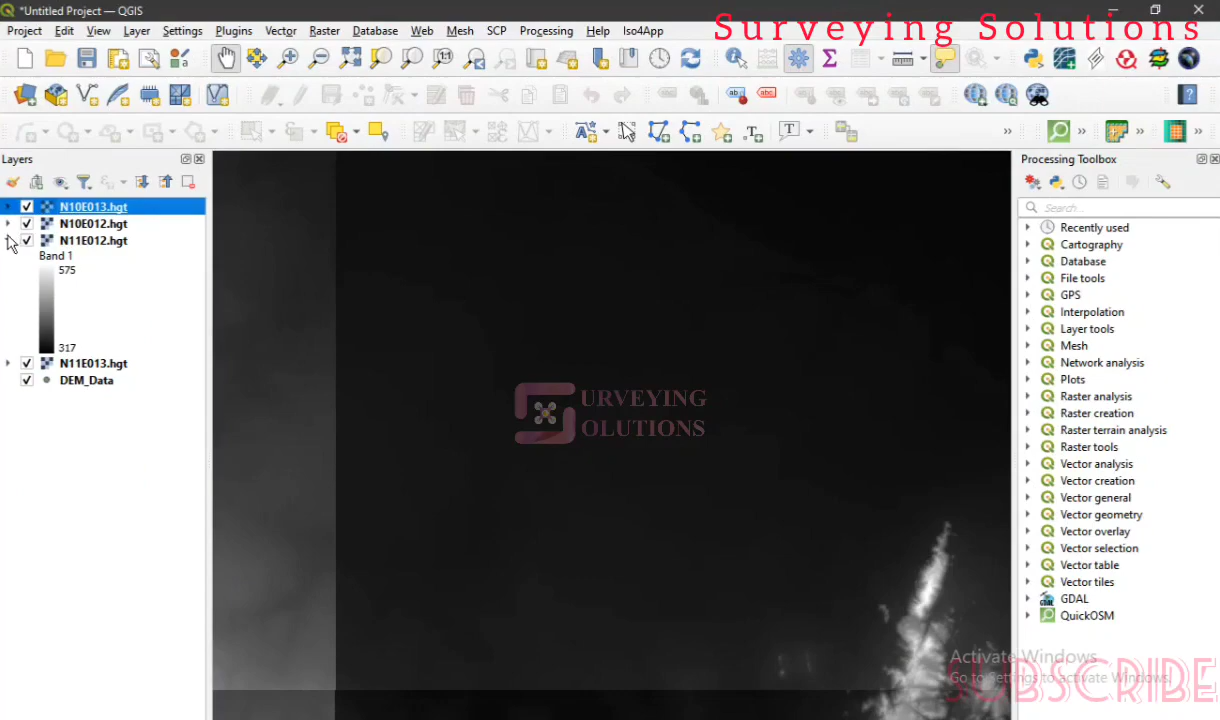 *Untitled Project — QGIS
Surveying Solutions
Project Edit View Layer Settings Plugins Vector Raster Database Web Mesh SCP Processing Help Iso4App
Layers
Processing Toolbox
Search...
N10E013.hgt
N10E012.hgt
N11E012.hgt
Band 1
575
317
N11E013.hgt
DEM_Data
Recently used
Cartography
Database
File tools
GPS
Interpolation
Layer tools
Mesh
Network analysis
Plots
Raster analysis
Raster creation
Raster terrain analysis
Raster tools
Vector analysis
Vector creation
Vector general
Vector geometry
Vector overlay
Vector selection
Vector table
Vector tiles
GDAL
QuickOSM
SURVEYING
SOLUTIONS
Activate Windows
Go to Settings to activate Windows.
SUBSCRIBE